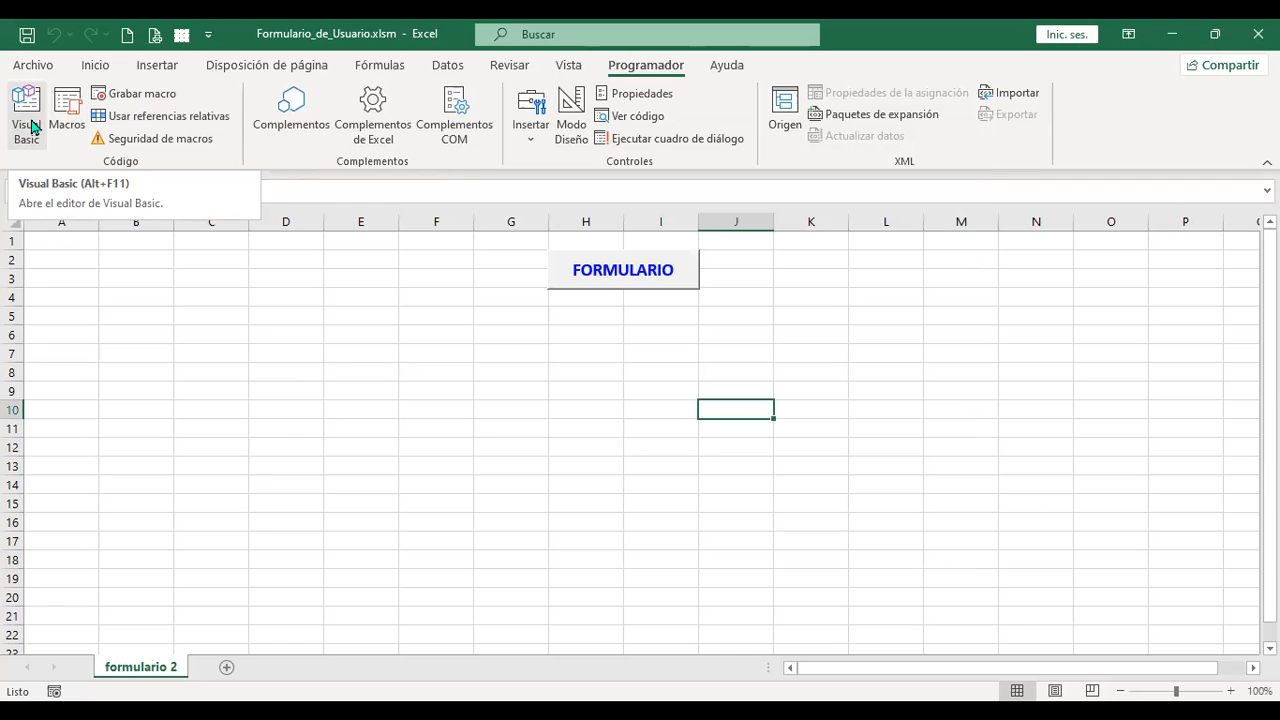 Formulario_de_Usuario.xlsm - Excel
Buscar
Inic. ses.
Archivo Inicio Insertar Disposición de página Fórmulas Datos Revisar Vista Programador Ayuda Compartir
Visual Basic
Macros
Grabar macro
Usar referencias relativas
Seguridad de macros
Código
Complementos
Complementos de Excel
Complementos COM
Complementos
Insertar
Modo Diseño
Propiedades
Ver código
Ejecutar cuadro de diálogo
Controles
Origen
Propiedades de la asignación
Paquetes de expansión
Actualizar datos
Importar
Exportar
XML
Visual Basic (Alt+F11)
Abre el editor de Visual Basic.
A B C D E F G H I J K L M N O P
1
2
3
4
5
6
7
8
9
10
11
12
13
14
15
16
17
18
19
20
21
22
23
FORMULARIO
formulario 2
Listo
100%